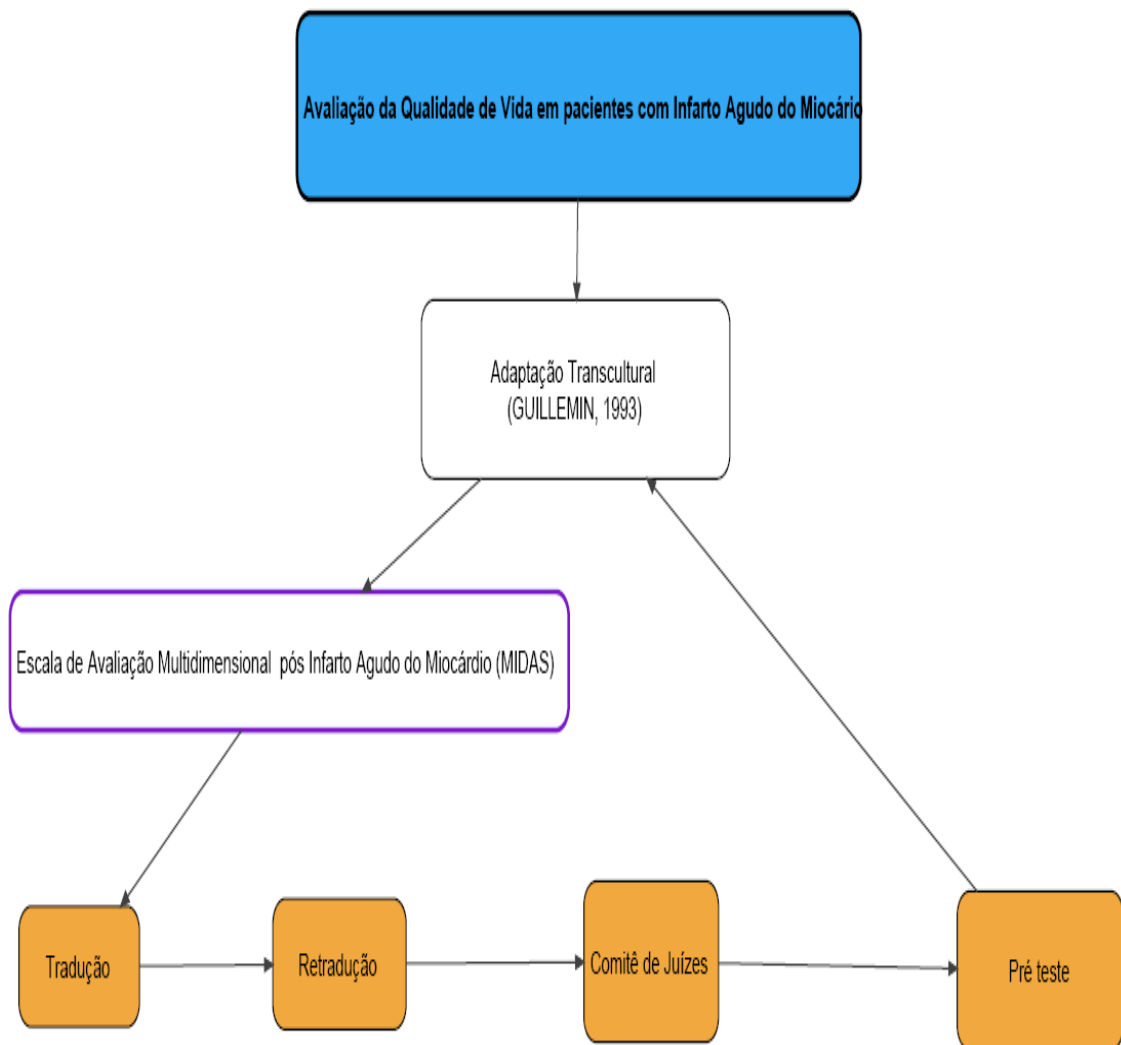 Avaliação da Qualidade de Vida em pacientes com Infarto Agudo do Miocário
Adaptação Transcultural
(GUILLEMIN, 1993)
Escala de Avaliação Multidimensional pós Infarto Agudo do Miocárdio (MIDAS)
Tradução
Retradução
Comitê de Juízes
Pré teste